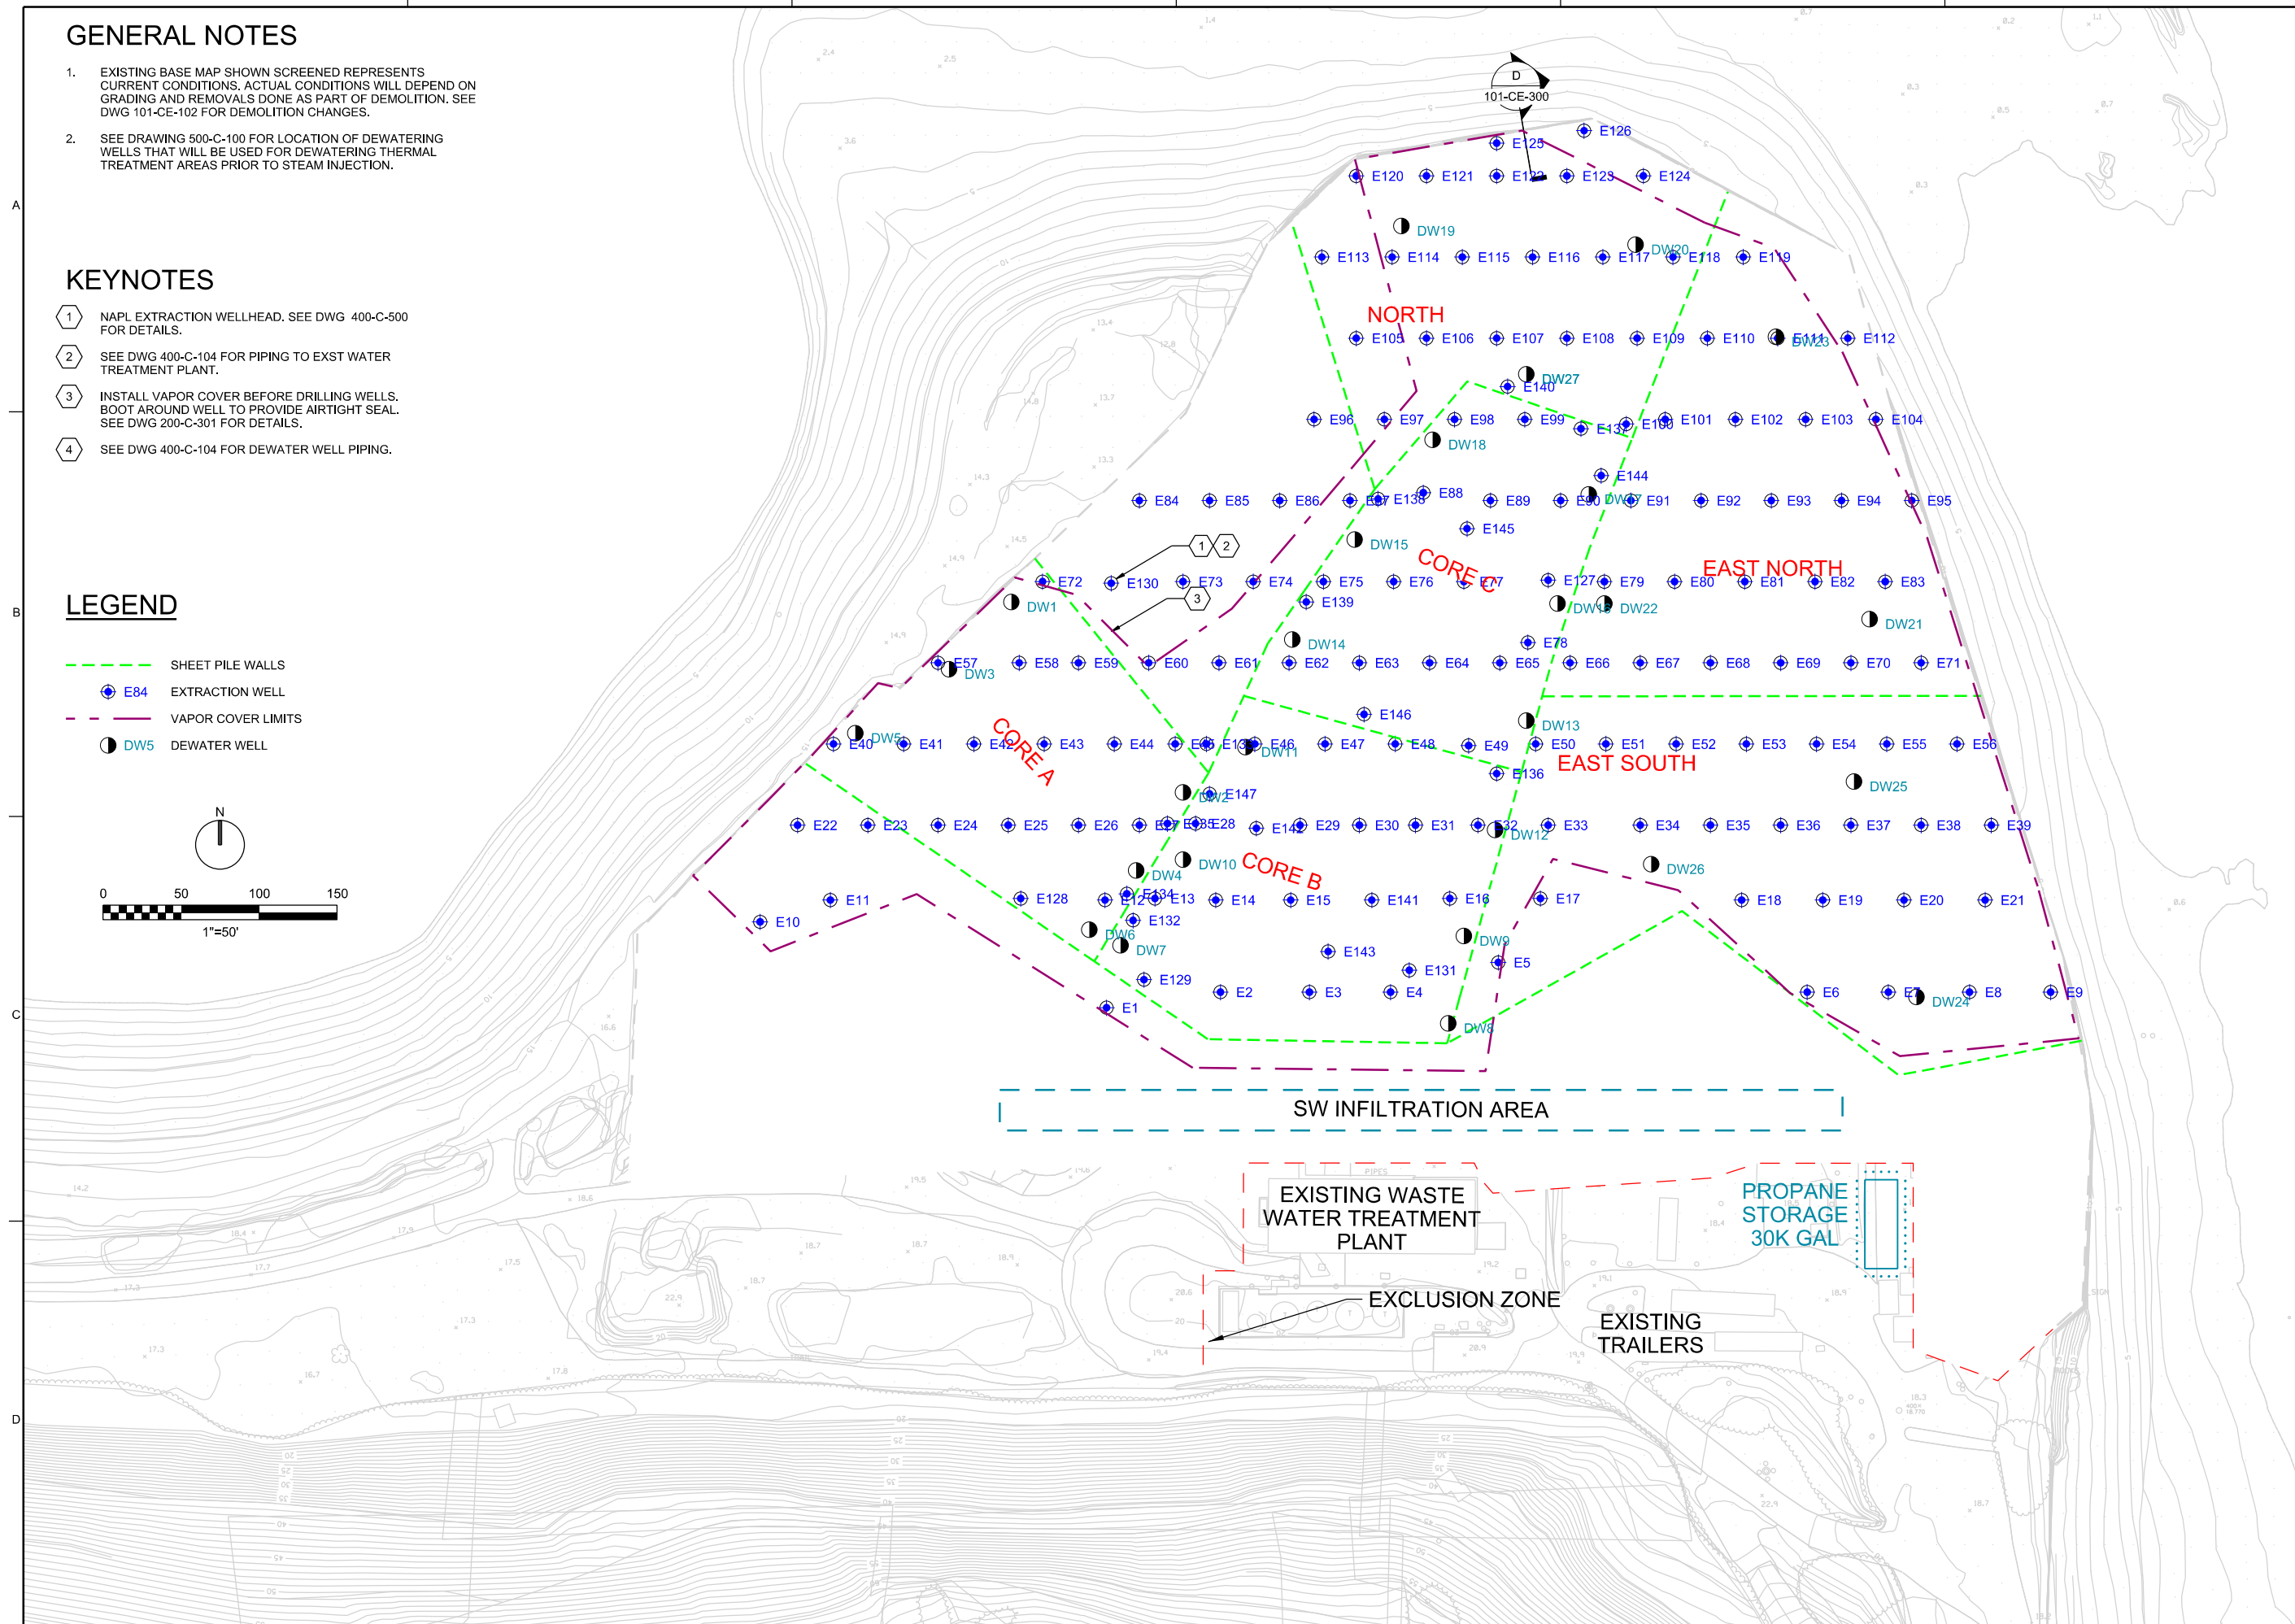 GENERAL NOTES
1. EXISTING BASE MAP SHOWN SCREENED REPRESENTS
CURRENT CONDITIONS. ACTUAL CONDITIONS WILL DEPEND ON
GRADING AND REMOVALS DONE AS PART OF DEMOLITION. SEE
DWG 101-CE-102 FOR DEMOLITION CHANGES.
2. SEE DRAWING 500-C-100 FOR LOCATION OF DEWATERING
WELLS THAT WILL BE USED FOR DEWATERING THERMAL
TREATMENT AREAS PRIOR TO STEAM INJECTION.
KEYNOTES
1 NAPL EXTRACTION WELLHEAD. SEE DWG 400-C-500
FOR DETAILS.
2 SEE DWG 400-C-104 FOR PIPING TO EXST WATER
TREATMENT PLANT.
3 INSTALL VAPOR COVER BEFORE DRILLING WELLS.
BOOT AROUND WELL TO PROVIDE AIRTIGHT SEAL.
SEE DWG 200-C-301 FOR DETAILS.
4 SEE DWG 400-C-104 FOR DEWATER WELL PIPING.
LEGEND
SHEET PILE WALLS
E84 EXTRACTION WELL
VAPOR COVER LIMITS
DW5 DEWATER WELL
N
0 50 100 150
1"=50'
A
B
C
D
D
101-CE-300
E126
E125
E120 E121 E122 E123 E124
DW19
DW20
E113 E114 E115 E116 E117 E118 E119
NORTH
E105 E106 E107 E108 E109 E110 E111 DW23 E112
DW27
E140
E96 E97 E98 E99 E137 E100 E101 E102 E103 E104
DW18
E144
E84 E85 E86 E87 E138 E88 E89 E90 DW17 E91 E92 E93 E94 E95
E145
1 2
DW15
CORE C
EAST NORTH
E72 E130 E73 E74 E75 E76 E77 E127 E79 E80 E81 E82 E83
3
DW1
E139
DW16 DW22
DW21
DW14
E78
E57 E58 E59 E60 E61 E62 E63 E64 E65 E66 E67 E68 E69 E70 E71
DW3
E146
DW13
CORE A
DW5
E40 E41 E42 E43 E44 E46 E47 E48 E49 E50 E51 E52 E53 E54 E55 E56
DW11
EAST SOUTH
E136
DW25
DW2 E147
E22 E23 E24 E25 E26 E27 E135 E28 E142 E29 E30 E31 E32 E33 E34 E35 E36 E37 E38 E39
DW12
DW4 DW10
CORE B
DW26
E11 E128 E12 E134 E13 E14 E15 E141 E16 E17 E18 E19 E20 E21
E10
E132
DW6
DW7
DW9
E143
E131
E5
E129
E1 E2 E3 E4 E6 E7 DW24 E8 E9
DW8
SW INFILTRATION AREA
PIPES
EXISTING WASTE
WATER TREATMENT
PLANT
PROPANE
STORAGE
30K GAL
EXCLUSION ZONE
EXISTING
TRAILERS